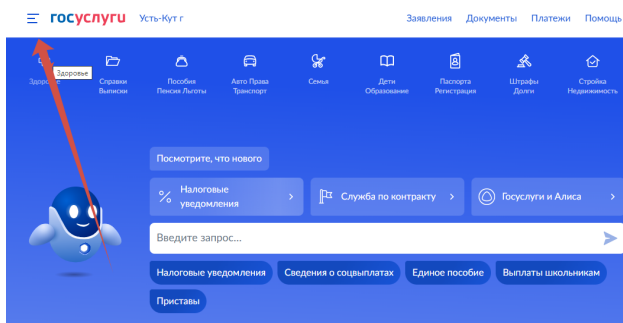 госуслуги Усть-Кут г Заявления Документы Платежи Помощь
Здоровье
Здоровье Справки Выписки
Пособия Пенсия Льготы
Авто Права Транспорт
Семья
Дети Образование
Паспорта Регистрация
Штрафы Долги
Стройка Недвижимость
Посмотрите, что нового
Налоговые
уведомления
Служба по контракту
Госуслуги и Алиса
Введите запрос...
Налоговые уведомления Сведения о соцвыплатах Единое пособие Выплаты школьникам
Приставы